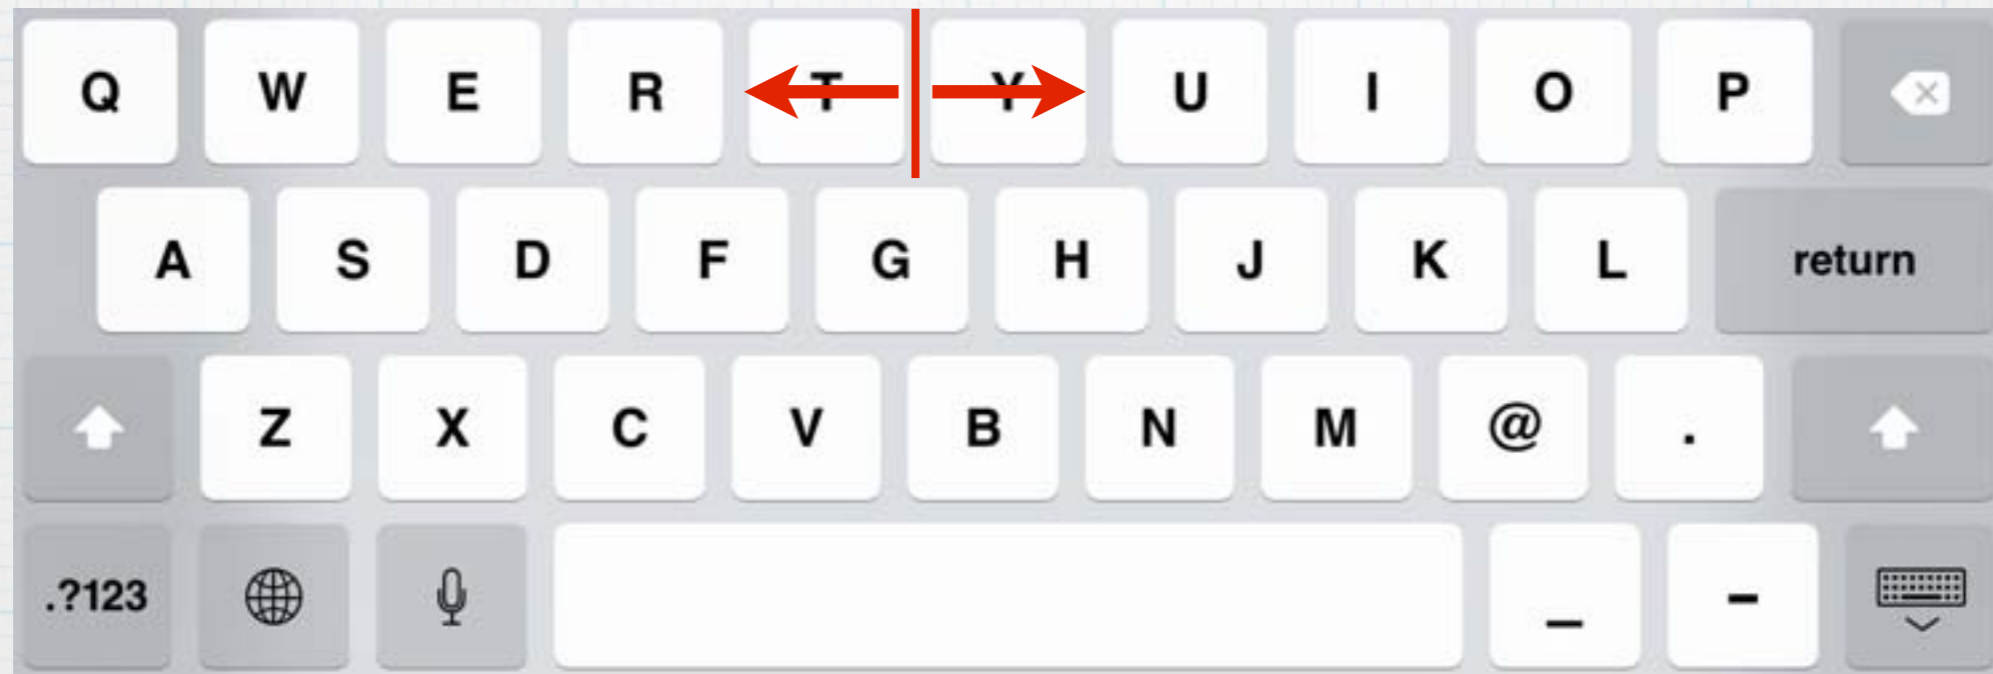 Q W E R T Y U I O P
A S D F G H J K L return
Z X C V B N M @ .
.?123 _ -